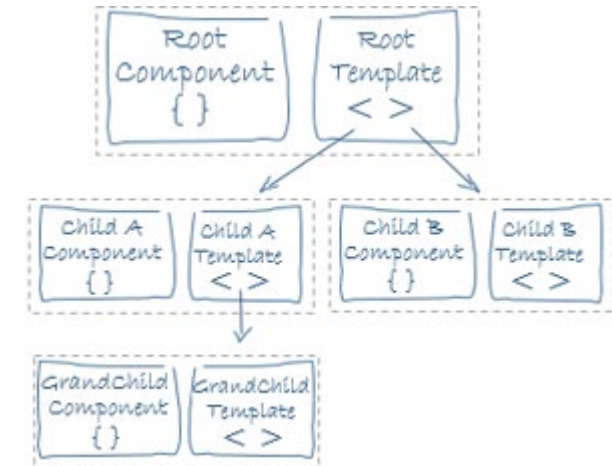 Root
Component
{ }
Root
Template
< >
Child A
Component
{ }
Child A
Template
< >
Child B
Component
{ }
Child B
Template
< >
GrandChild
Component
{ }
GrandChild
Template
< >